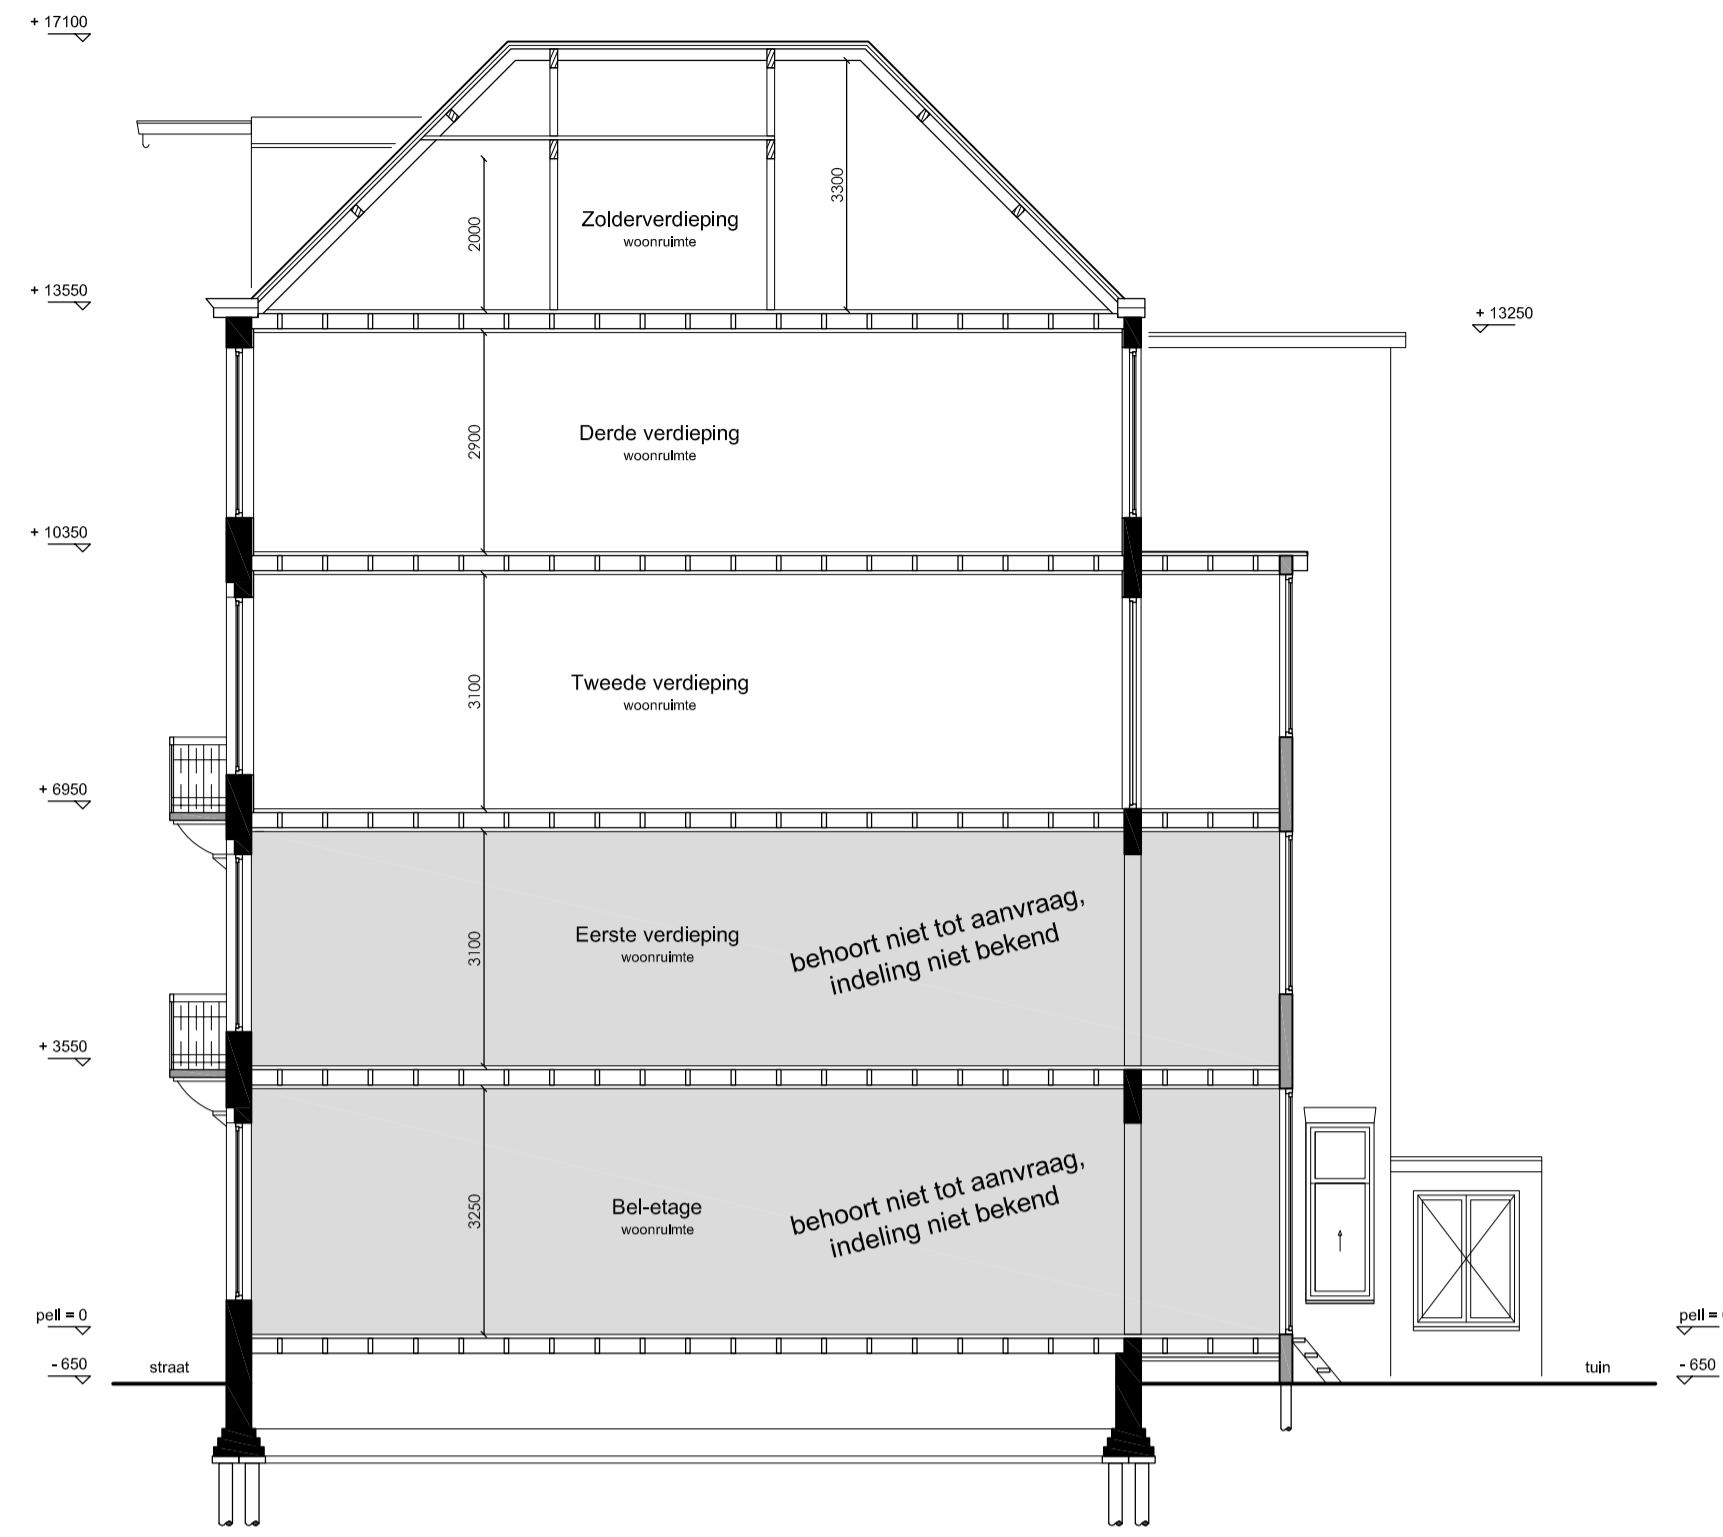 + 17100
3300
2000
Zolderverdieping
woonruimte
+ 13550
+ 13250
2900
Derde verdieping
woonruimte
+ 10350
3100
Tweede verdieping
woonruimte
+ 6950
3100
Eerste verdieping
woonruimte
behoort niet tot aanvraag,
indeling niet bekend
+ 3550
3250
Bel-etage
woonruimte
behoort niet tot aanvraag,
indeling niet bekend
peil = 0
peil =
- 650
straat
tuin
- 650